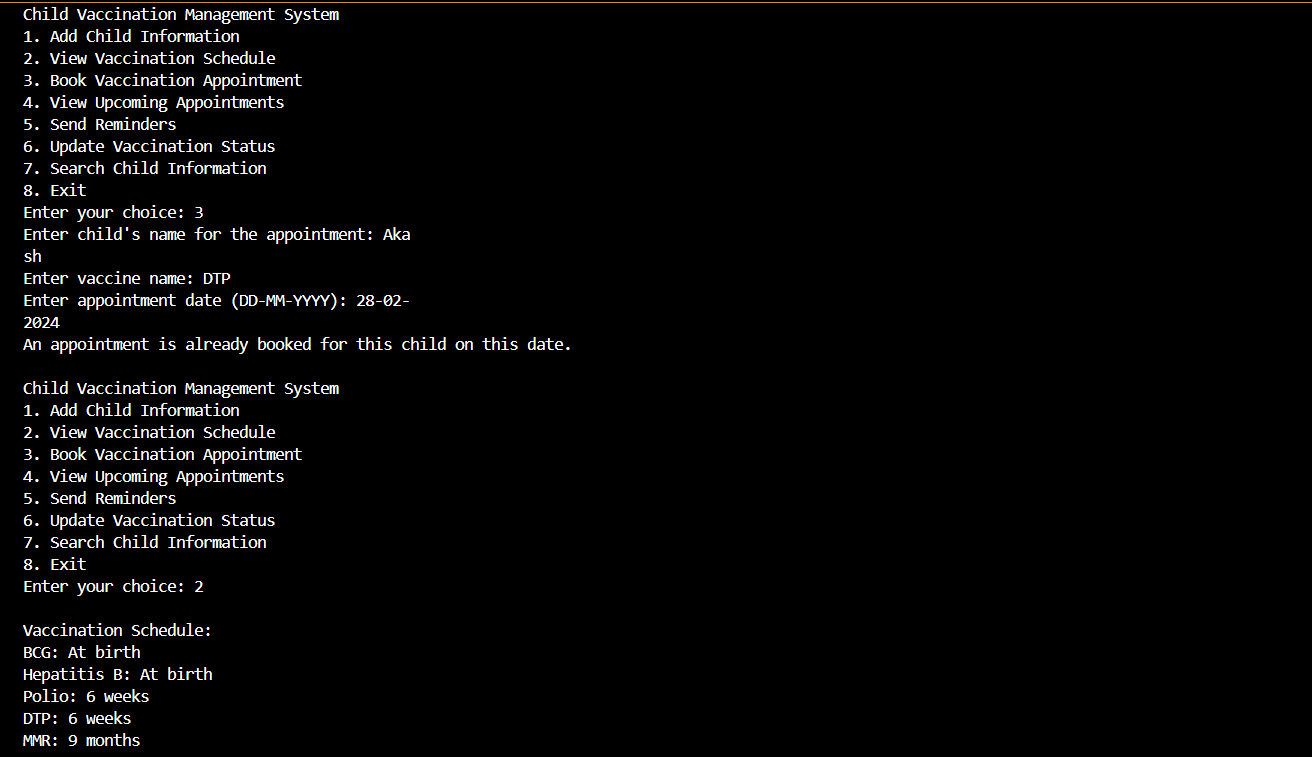 Child Vaccination Management System
1. Add Child Information
2. View Vaccination Schedule
3. Book Vaccination Appointment
4. View Upcoming Appointments
5. Send Reminders
6. Update Vaccination Status
7. Search Child Information
8. Exit
Enter your choice: 3
Enter child's name for the appointment: Aka
sh
Enter vaccine name: DTP
Enter appointment date (DD-MM-YYYY): 28-02-
2024
An appointment is already booked for this child on this date.
Child Vaccination Management System
1. Add Child Information
2. View Vaccination Schedule
3. Book Vaccination Appointment
4. View Upcoming Appointments
5. Send Reminders
6. Update Vaccination Status
7. Search Child Information
8. Exit
Enter your choice: 2
Vaccination Schedule:
BCG: At birth
Hepatitis B: At birth
Polio: 6 weeks
DTP: 6 weeks
MMR: 9 months